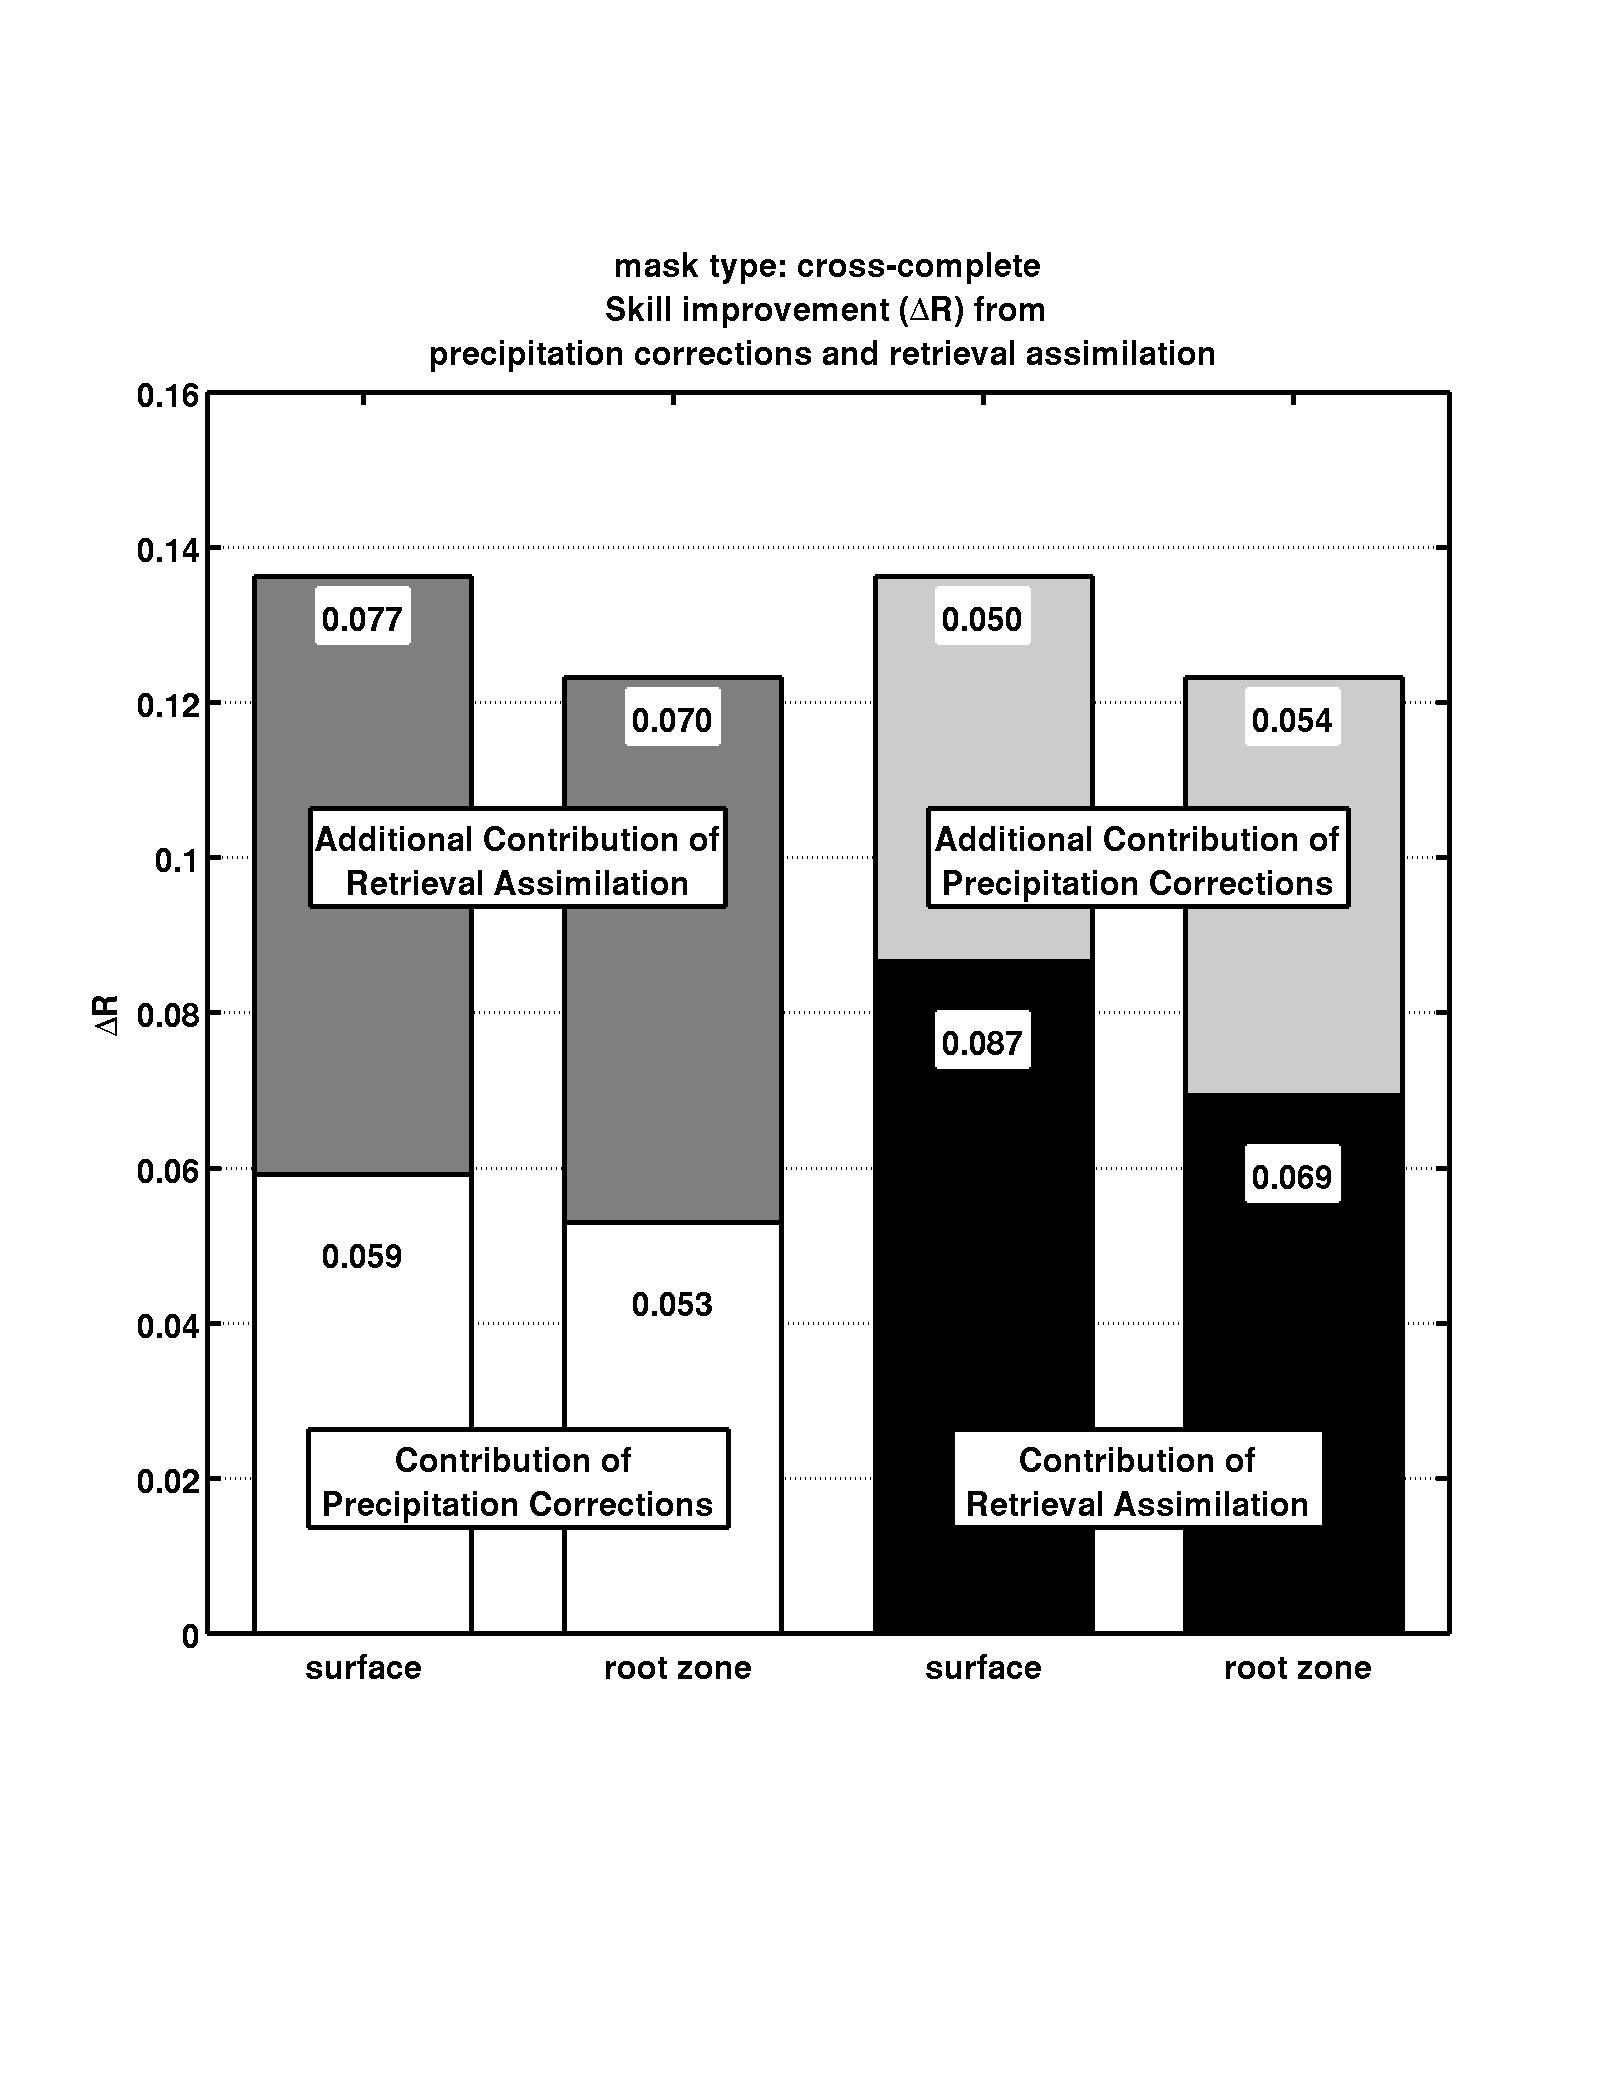 mask type: cross-complete
Skill improvement (ΔR) from
precipitation corrections and retrieval assimilation
0.16
0.14
0.12
0.1
0.08
0.06
0.04
0.02
0
ΔR
0.077
0.070
0.050
0.054
Additional Contribution of
Retrieval Assimilation
Additional Contribution of
Precipitation Corrections
0.087
0.069
0.059
0.053
Contribution of
Precipitation Corrections
Contribution of
Retrieval Assimilation
surface
root zone
surface
root zone